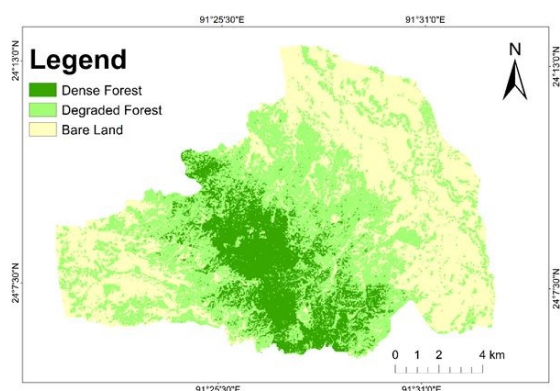 91°25'30"E 91°31'0"E
24°13'0"N 24°13'0"N
Legend
N
Dense Forest
Degraded Forest
Bare Land
24°7'30"N 24°7'30"N
0 1 2 4 km
91°25'30"E 91°31'0"E